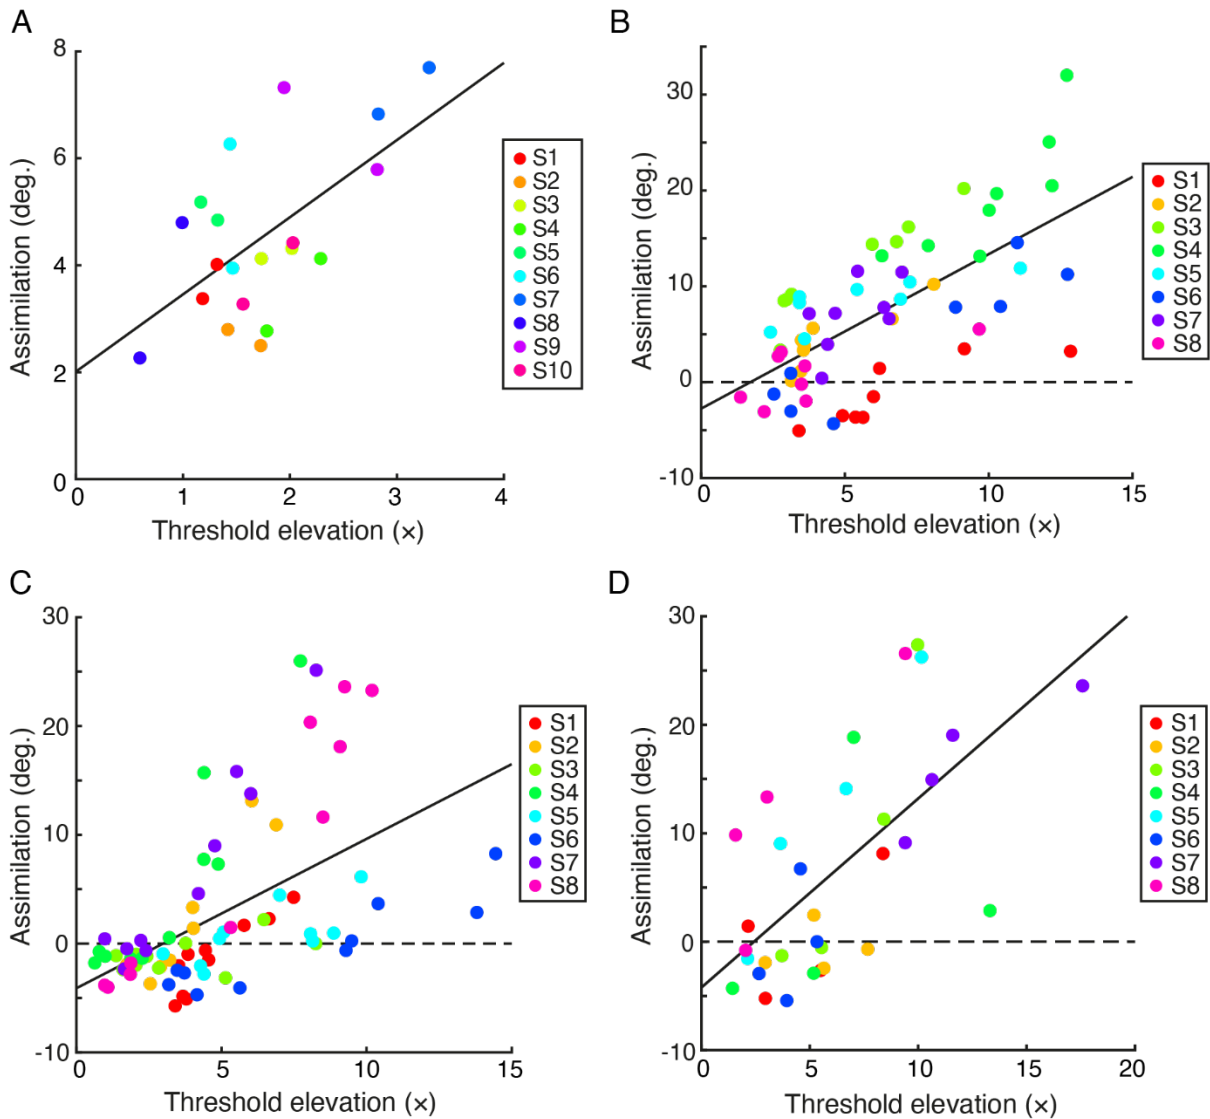 A
8
6
4
2
0
0 1 2 3 4
Assimilation (deg.)
Threshold elevation (×)
S1
S2
S3
S4
S5
S6
S7
S8
S9
S10
B
30
20
10
0
-10
0 5 10 15
Assimilation (deg.)
Threshold elevation (×)
S1
S2
S3
S4
S5
S6
S7
S8
C
30
20
10
0
-10
0 5 10 15
Assimilation (deg.)
Threshold elevation (×)
S1
S2
S3
S4
S5
S6
S7
S8
D
30
20
10
0
-10
0 5 10 15 20
Assimilation (deg.)
Threshold elevation (×)
S1
S2
S3
S4
S5
S6
S7
S8